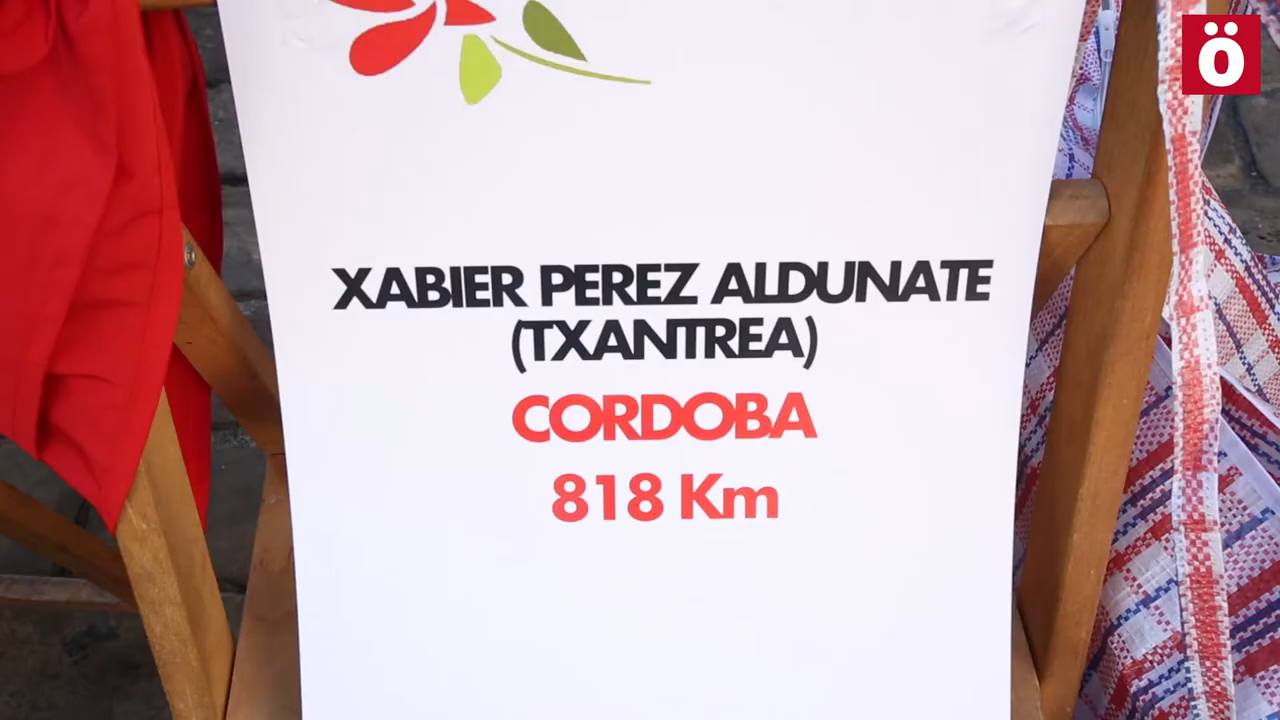 Ö
XABIER PEREZ ALDUNATE
(TXANTREA)
CORDOBA
818 Km